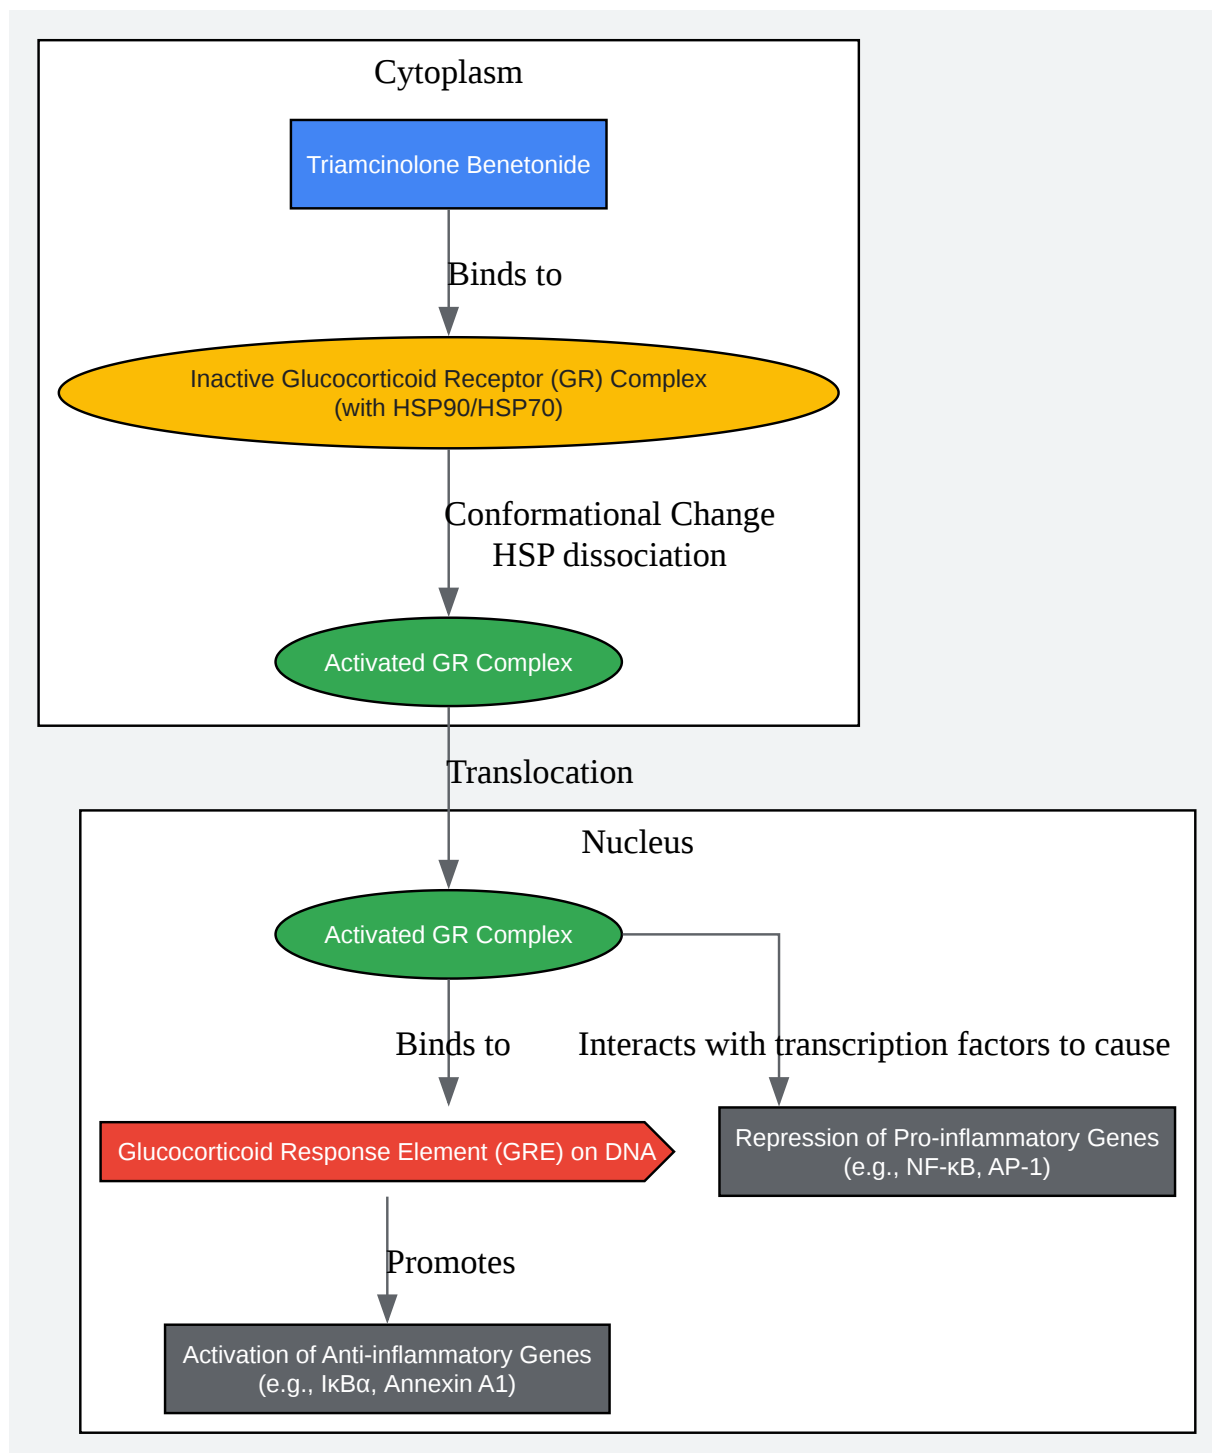 Cytoplasm
Triamcinolone Benetonide
Binds to
Inactive Glucocorticoid Receptor (GR) Complex
(with HSP90/HSP70)
Conformational Change
HSP dissociation
Activated GR Complex
Translocation
Nucleus
Activated GR Complex
Binds to
Interacts with transcription factors to cause
Glucocorticoid Response Element (GRE) on DNA
Repression of Pro-inflammatory Genes
(e.g., NF-κB, AP-1)
Promotes
Activation of Anti-inflammatory Genes
(e.g., IκBα, Annexin A1)